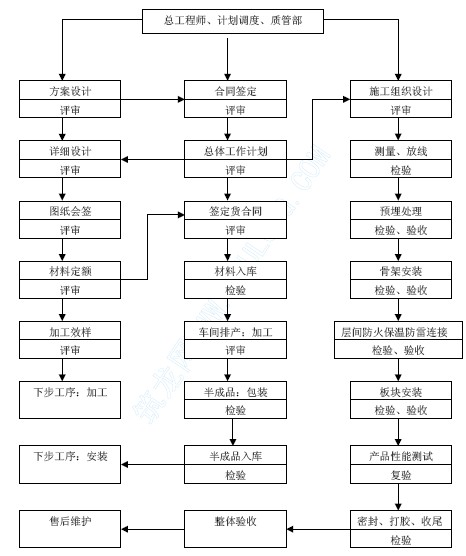 总工程师、计划调度、质管部
方案设计
评审
合同签定
评审
施工组织设计
评审
详细设计
评审
总体工作计划
评审
测量、放线
检验
图纸会签
评审
签定货合同
评审
预埋处理
检验、验收
材料定额
评审
材料入库
检验
骨架安装
检验、验收
加工效样
评审
车间排产：加工
评审
层间防火保温防雷连接
检验、验收
下步工序：加工
半成品：包装
检验
板块安装
检验、验收
下步工序：安装
半成品入库
检验
产品性能测试
复验
售后维护
整体验收
密封、打胶、收尾
检验